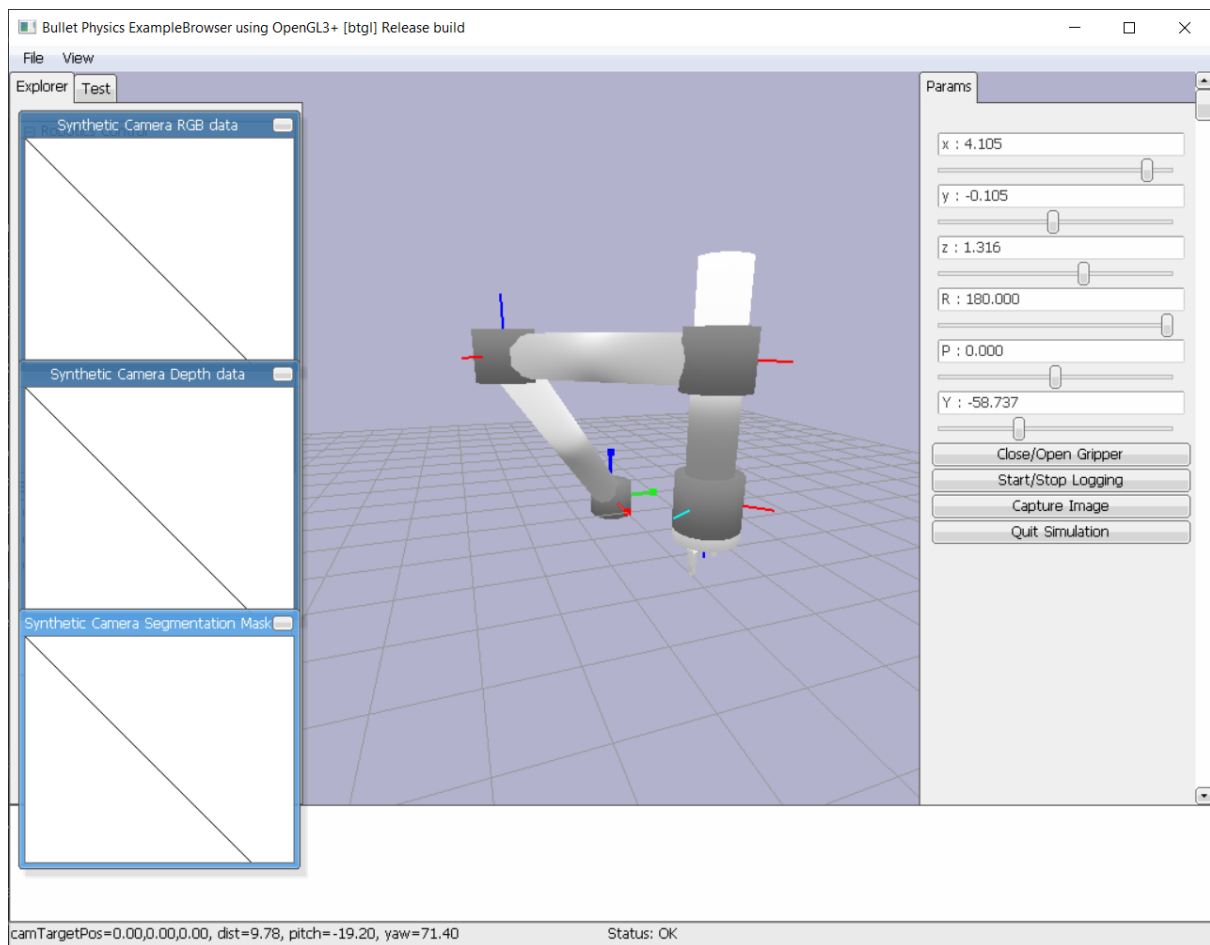 Bullet Physics ExampleBrowser using OpenGL3+ [btgl] Release build
File View
Explorer Test
Params
Synthetic Camera RGB data
Robotics Control
x : 4.105
y : -0.105
z : 1.316
R : 180.000
P : 0.000
Synthetic Camera Depth data
Y : -58.737
Close/Open Gripper
Start/Stop Logging
Capture Image
Quit Simulation
Synthetic Camera Segmentation Mask
camTargetPos=0.00,0.00,0.00, dist=9.78, pitch=-19.20, yaw=71.40 Status: OK